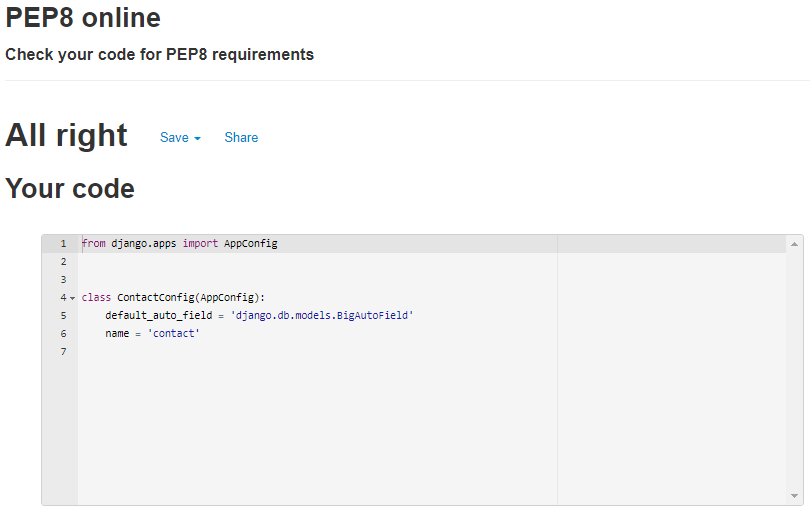 PEP8 online
Check your code for PEP8 requirements
All right Save Share
Your code
1 from django.apps import AppConfig
2
3
4 class ContactConfig(AppConfig):
5     default_auto_field = 'django.db.models.BigAutoField'
6     name = 'contact'
7